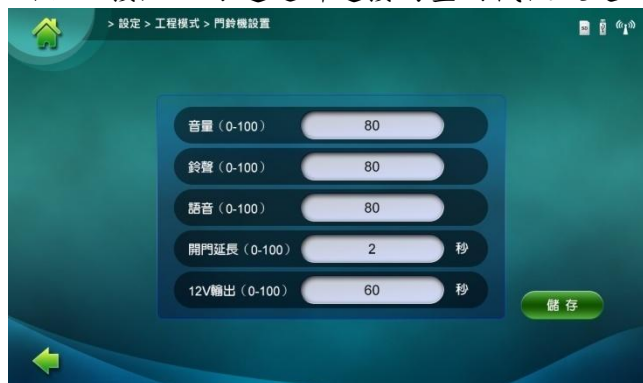 > 設定 > 工程模式 > 門鈴機設置
音量（0-100） 80
鈴聲（0-100） 80
語音（0-100） 80
開門延長（0-100） 2 秒
12V輸出（0-100） 60 秒
儲存